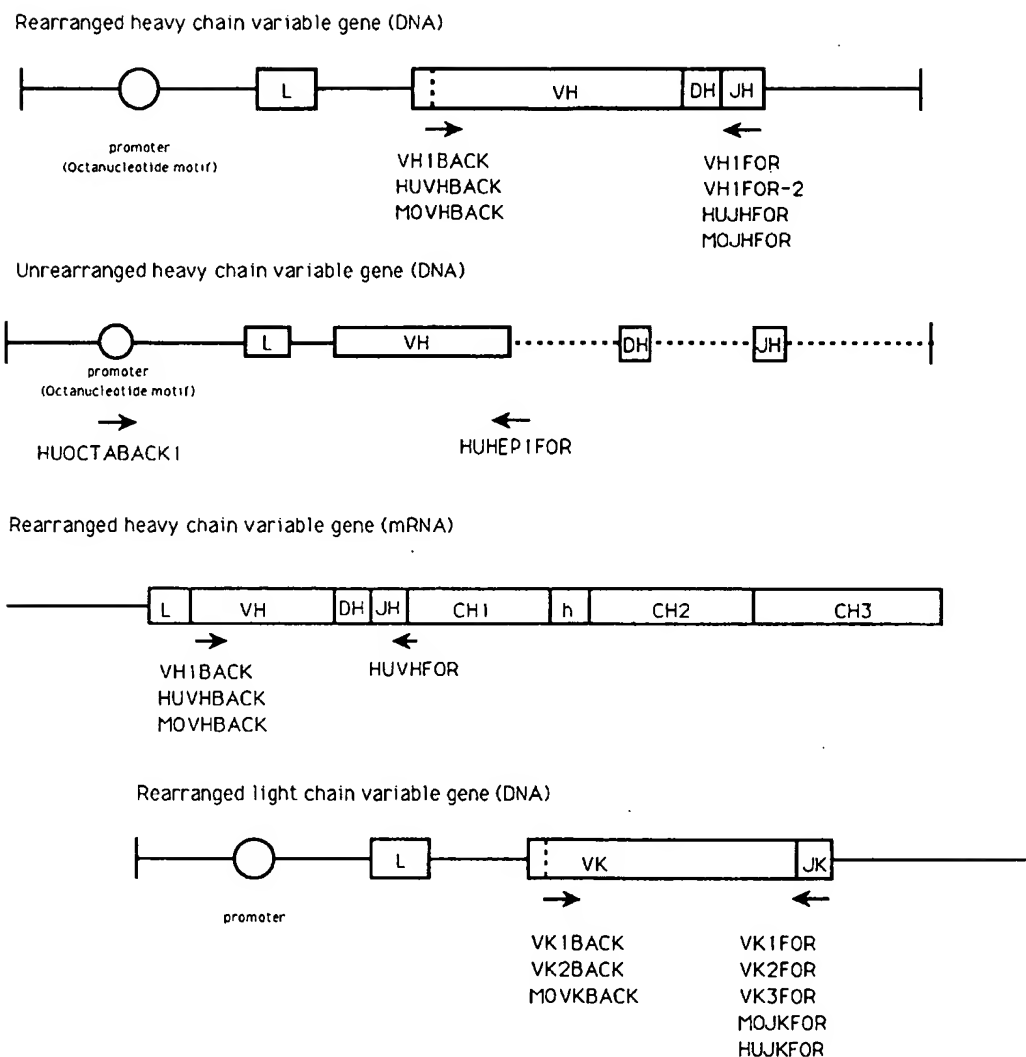 Rearranged heavy chain variable gene (DNA)
L
VH
DH
JH
promoter
(Octanucleotide motif)
VH1BACK
HUVHBACK
MOVHBACK
VH1FOR
VH1FOR-2
HUJHFOR
MOJHFOR
Unrearranged heavy chain variable gene (DNA)
L
VH
DH
JH
promoter
(Octanucleotide motif)
HUOCTABACK1
HUHEP1FOR
Rearranged heavy chain variable gene (mRNA)
L
VH
DH
JH
CH1
h
CH2
CH3
VH1BACK
HUVHBACK
MOVHBACK
HUVHFOR
Rearranged light chain variable gene (DNA)
L
VK
JK
promoter
VK1BACK
VK2BACK
MOVKBACK
VK1FOR
VK2FOR
VK3FOR
MOJKFOR
HUJKFOR